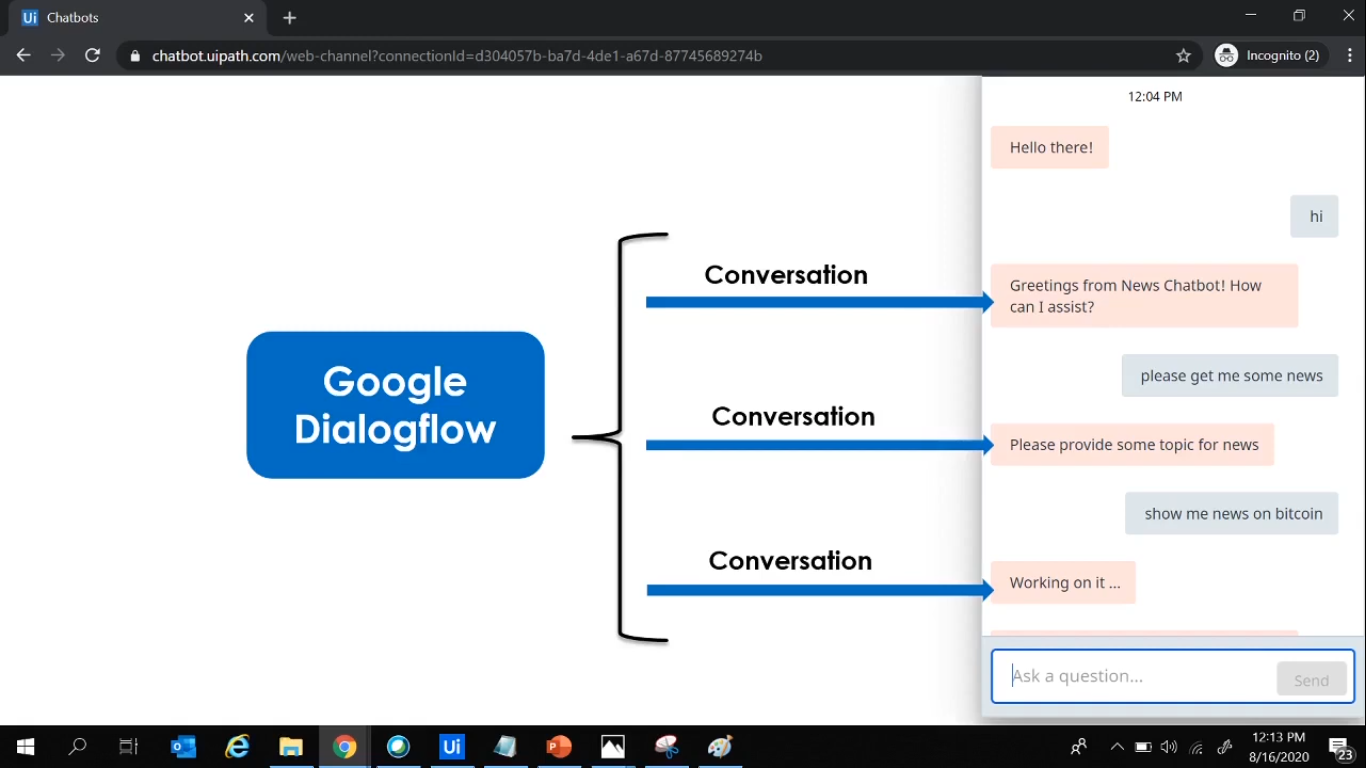 Ui Chatbots
chatbot.uipath.com/web-channel?connectionId=d304057b-ba7d-4de1-a67d-87745689274b
Incognito (2)
Google
Dialogflow
Conversation
Conversation
Conversation
12:04 PM
Hello there!
hi
Greetings from News Chatbot! How
can I assist?
please get me some news
Please provide some topic for news
show me news on bitcoin
Working on it ...
Ask a question...
Send
Ui
12:13 PM
8/16/2020
23